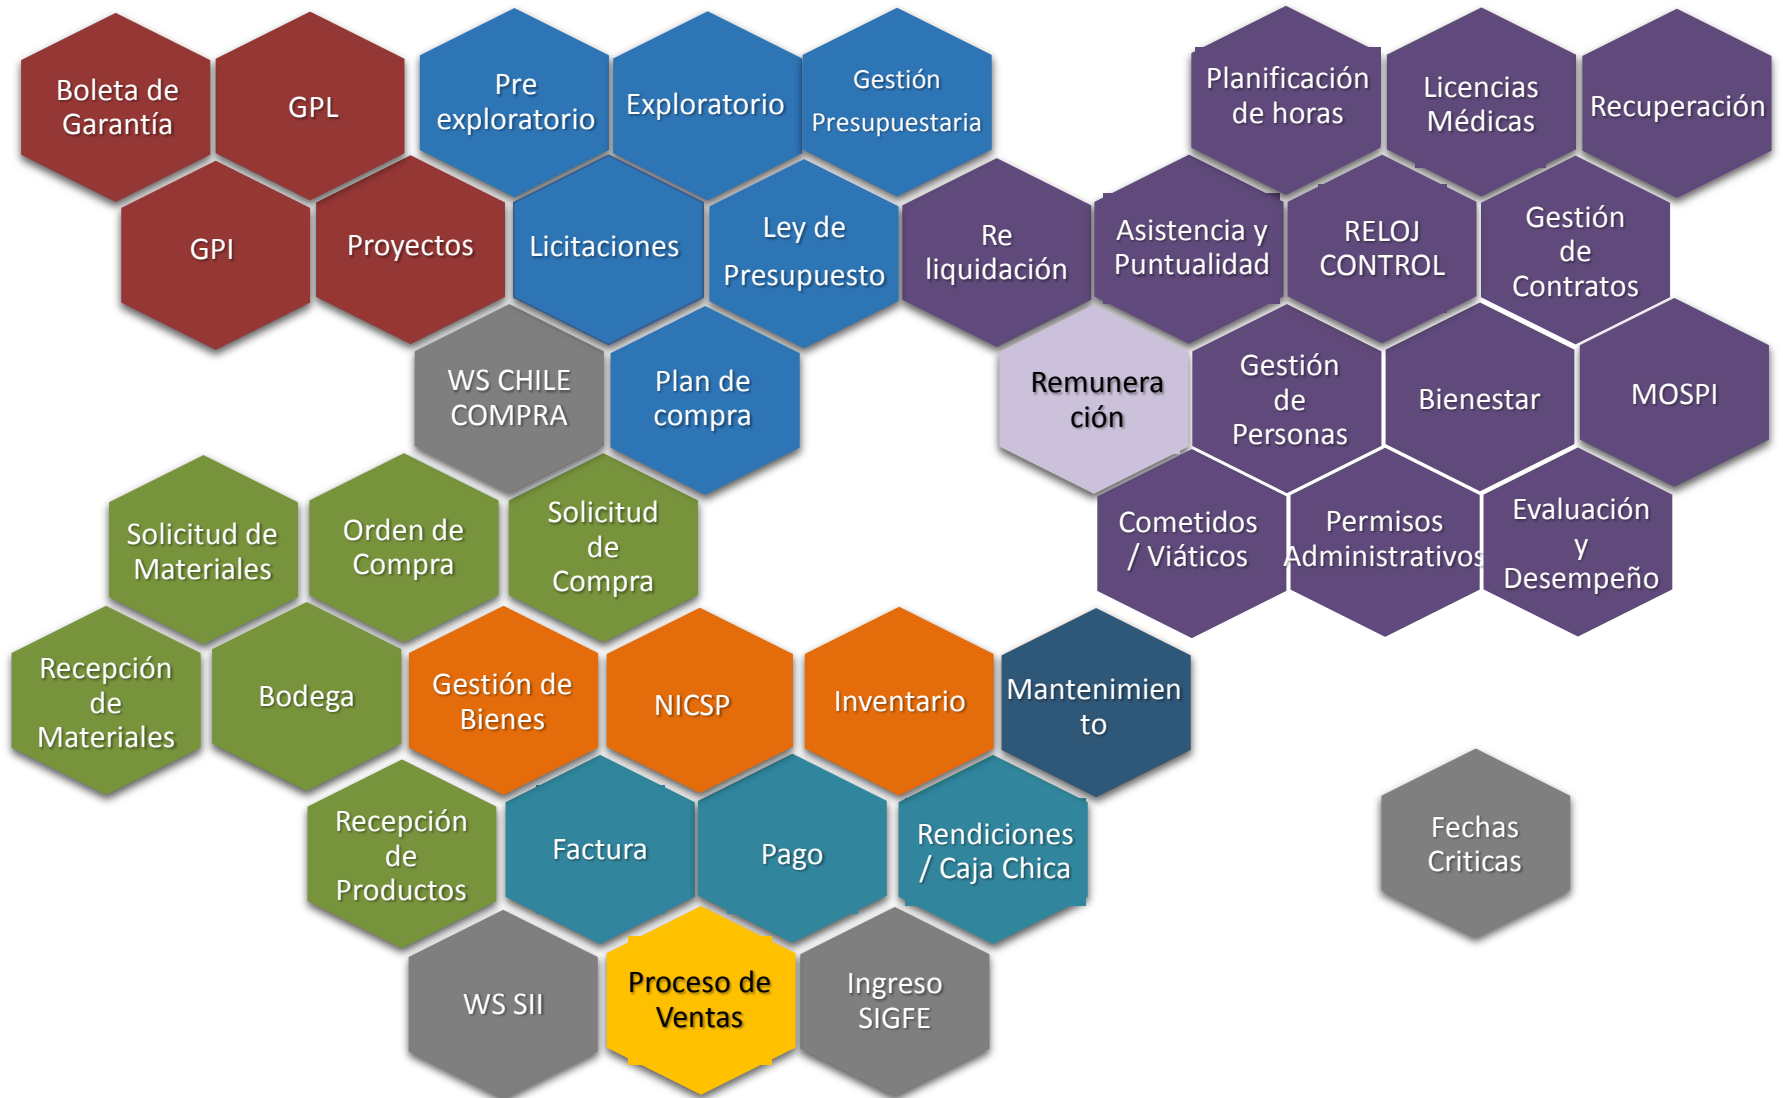 Boleta de
Garantía
GPL
Pre
exploratorio
Exploratorio
Gestión
Presupuestaria
Planificación
de horas
Licencias
Médicas
Recuperación
GPI
Proyectos
Licitaciones
Ley de
Presupuesto
Re
liquidación
Asistencia y
Puntualidad
RELOJ
CONTROL
Gestión
de
Contratos
WS CHILE
COMPRA
Plan de
compra
Remunera
ción
Gestión
de
Personas
Bienestar
MOSPI
Solicitud de
Materiales
Orden de
Compra
Solicitud
de
Compra
Cometidos
/ Viáticos
Permisos
Administrativos
Evaluación
y
Desempeño
Recepción
de
Materiales
Bodega
Gestión de
Bienes
NICSP
Inventario
Mantenimien
to
Recepción
de
Productos
Factura
Pago
Rendiciones
/ Caja Chica
Fechas
Criticas
WS SII
Proceso de
Ventas
Ingreso
SIGFE